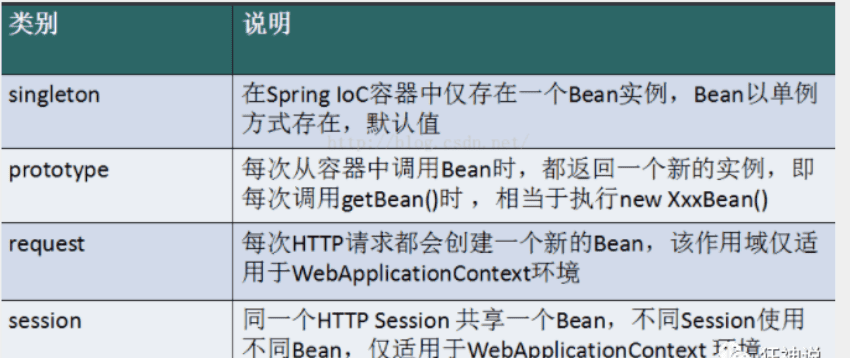 类别 说明
singleton 在Spring IoC容器中仅存在一个Bean实例，Bean以单例
方式存在，默认值
http://blog.csdn.net/
prototype 每次从容器中调用Bean时，都返回一个新的实例，即
每次调用getBean()时 ，相当于执行new XxxBean()
request 每次HTTP请求都会创建一个新的Bean，该作用域仅适
用于WebApplicationContext环境
session 同一个HTTP Session 共享一个Bean，不同Session使用
不同Bean，仅适用于WebApplicationContext 环境
狂神说